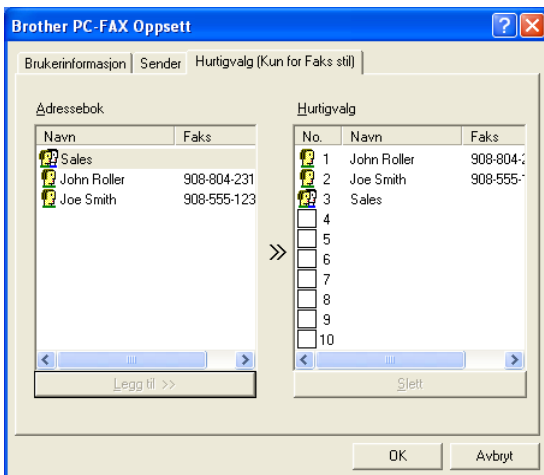 Brother PC-FAX Oppsett
Brukerinformasjon Sender Hurtigvalg (Kun for Faks stil)
Adressebok
Navn Faks
Sales
John Roller 908-804-231
Joe Smith 908-555-123
Legg til >>
Hurtigvalg
No. Navn Faks
1 John Roller 908-804-2
2 Joe Smith 908-555-1
3 Sales
4
5
6
7
8
9
10
Slett
OK Avbryt